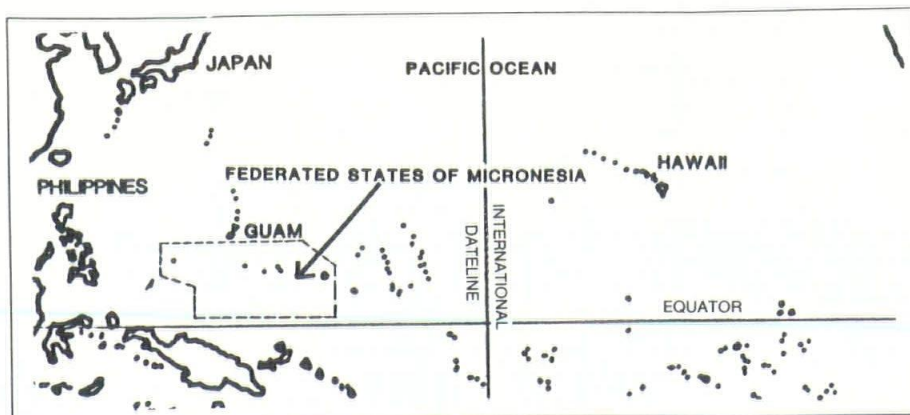 JAPAN
PACIFIC OCEAN
HAWAII
FEDERATED STATES OF MICRONESIA
PHILIPPINES
GUAM
INTERNATIONAL
DATELINE
EQUATOR